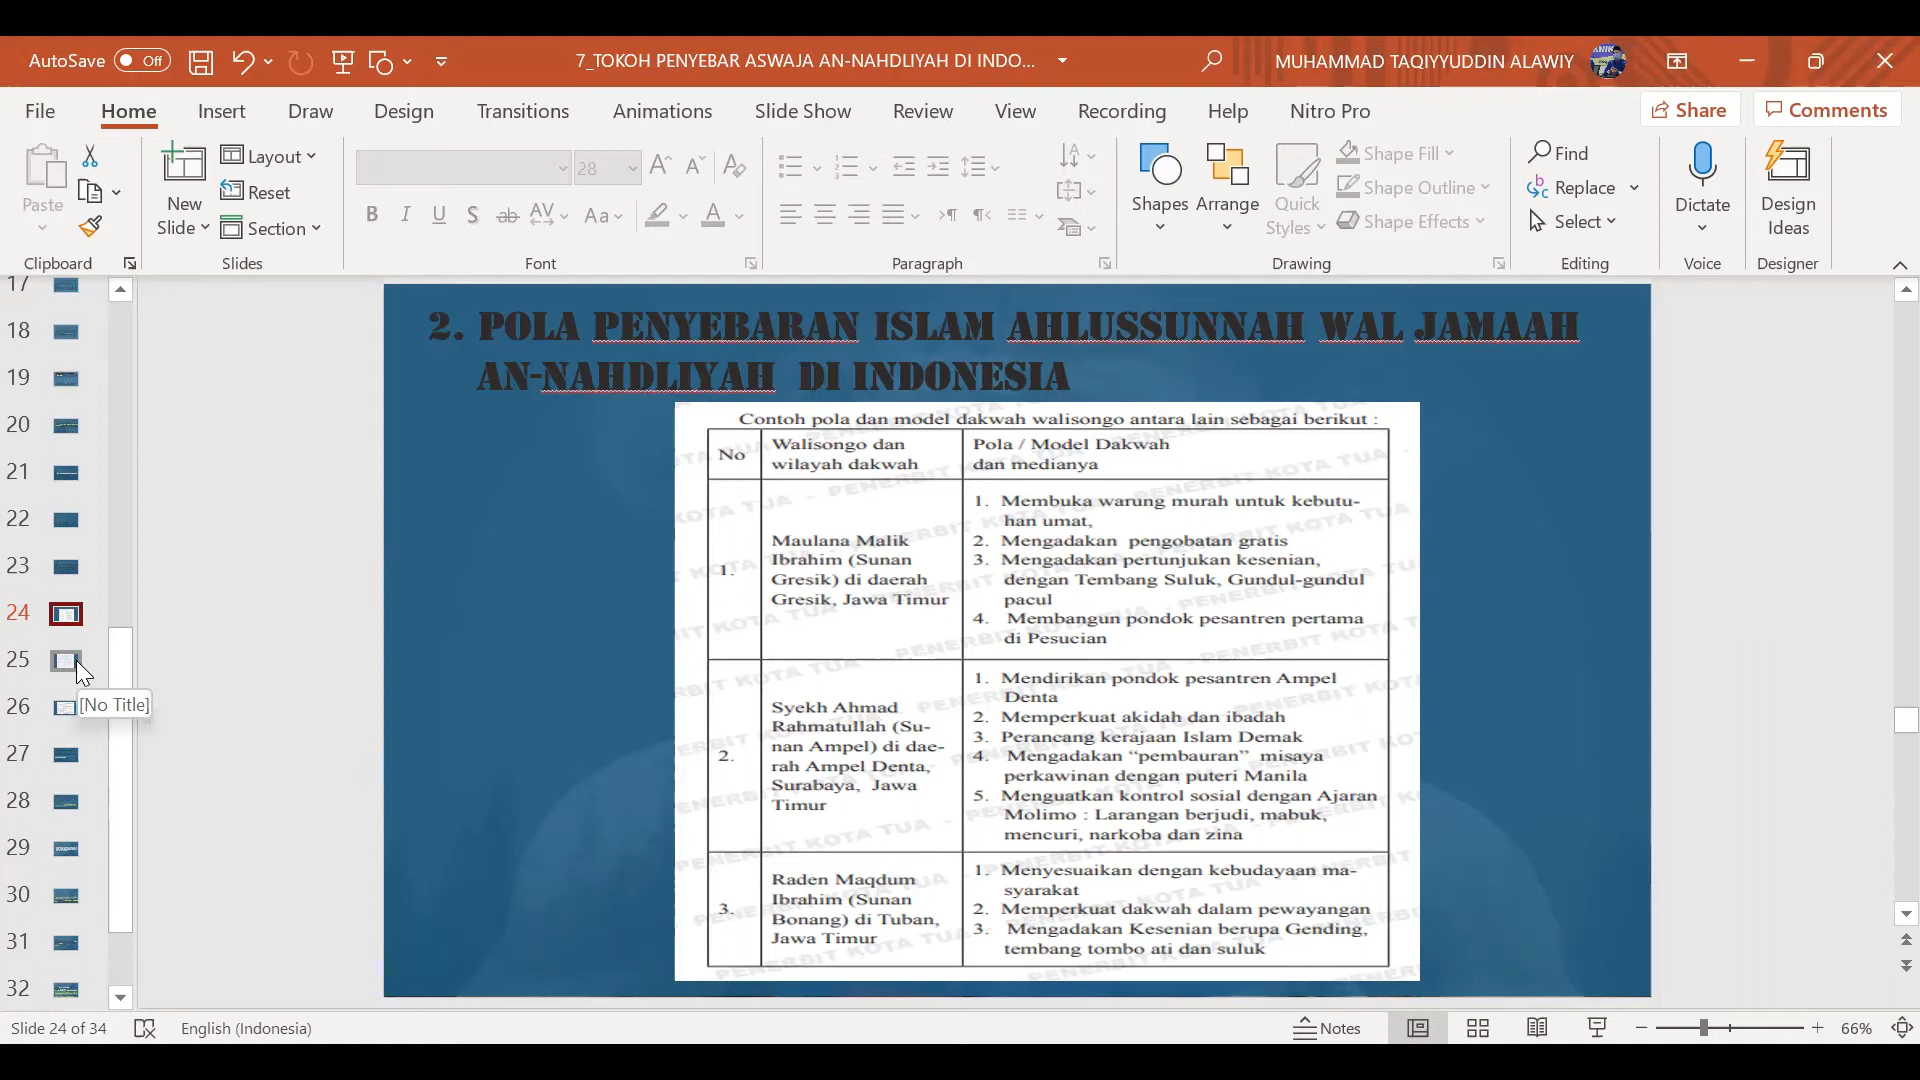 AutoSave Off
7_TOKOH PENYEBAR ASWAJA AN-NAHDLIYAH DI INDO...
MUHAMMAD TAQIYYUDDIN ALAWIY
File Home Insert Draw Design Transitions Animations Slide Show Review View Recording Help Nitro Pro
Share Comments
Paste
Clipboard
New
Slide
Layout
Reset
Section
Slides
28
B I U S ab AV Aa A
Font
Paragraph
Shapes
Arrange
Quick
Styles
Shape Fill
Shape Outline
Shape Effects
Drawing
Find
Replace
Select
Editing
Dictate
Voice
Design
Ideas
Designer
17
18
19
20
21
22
23
24
25
[No Title]
26
27
28
29
30
31
32
2. POLA PENYEBARAN ISLAM AHLUSSUNNAH WAL JAMAAH
AN-NAHDLIYAH DI INDONESIA
Contoh pola dan model dakwah walisongo antara lain sebagai berikut :
No
Walisongo dan
wilayah dakwah
Pola / Model Dakwah
dan medianya
1.
Maulana Malik
Ibrahim (Sunan
Gresik) di daerah
Gresik, Jawa Timur
1. Membuka warung murah untuk kebutu-
han umat,
2. Mengadakan pengobatan gratis
3. Mengadakan pertunjukan kesenian,
dengan Tembang Suluk, Gundul-gundul
pacul
4. Membangun pondok pesantren pertama
di Pesucian
2.
Syekh Ahmad
Rahmatullah (Su-
nan Ampel) di dae-
rah Ampel Denta,
Surabaya, Jawa
Timur
1. Mendirikan pondok pesantren Ampel
Denta
2. Memperkuat akidah dan ibadah
3. Perancang kerajaan Islam Demak
4. Mengadakan “pembauran” misaya
perkawinan dengan puteri Manila
5. Menguatkan kontrol sosial dengan Ajaran
Molimo : Larangan berjudi, mabuk,
mencuri, narkoba dan zina
3.
Raden Maqdum
Ibrahim (Sunan
Bonang) di Tuban,
Jawa Timur
1. Menyesuaikan dengan kebudayaan ma-
syarakat
2. Memperkuat dakwah dalam pewayangan
3. Mengadakan Kesenian berupa Gending,
tembang tombo ati dan suluk
PENERBIT KOTA TUA
Slide 24 of 34
English (Indonesia)
Notes
66%